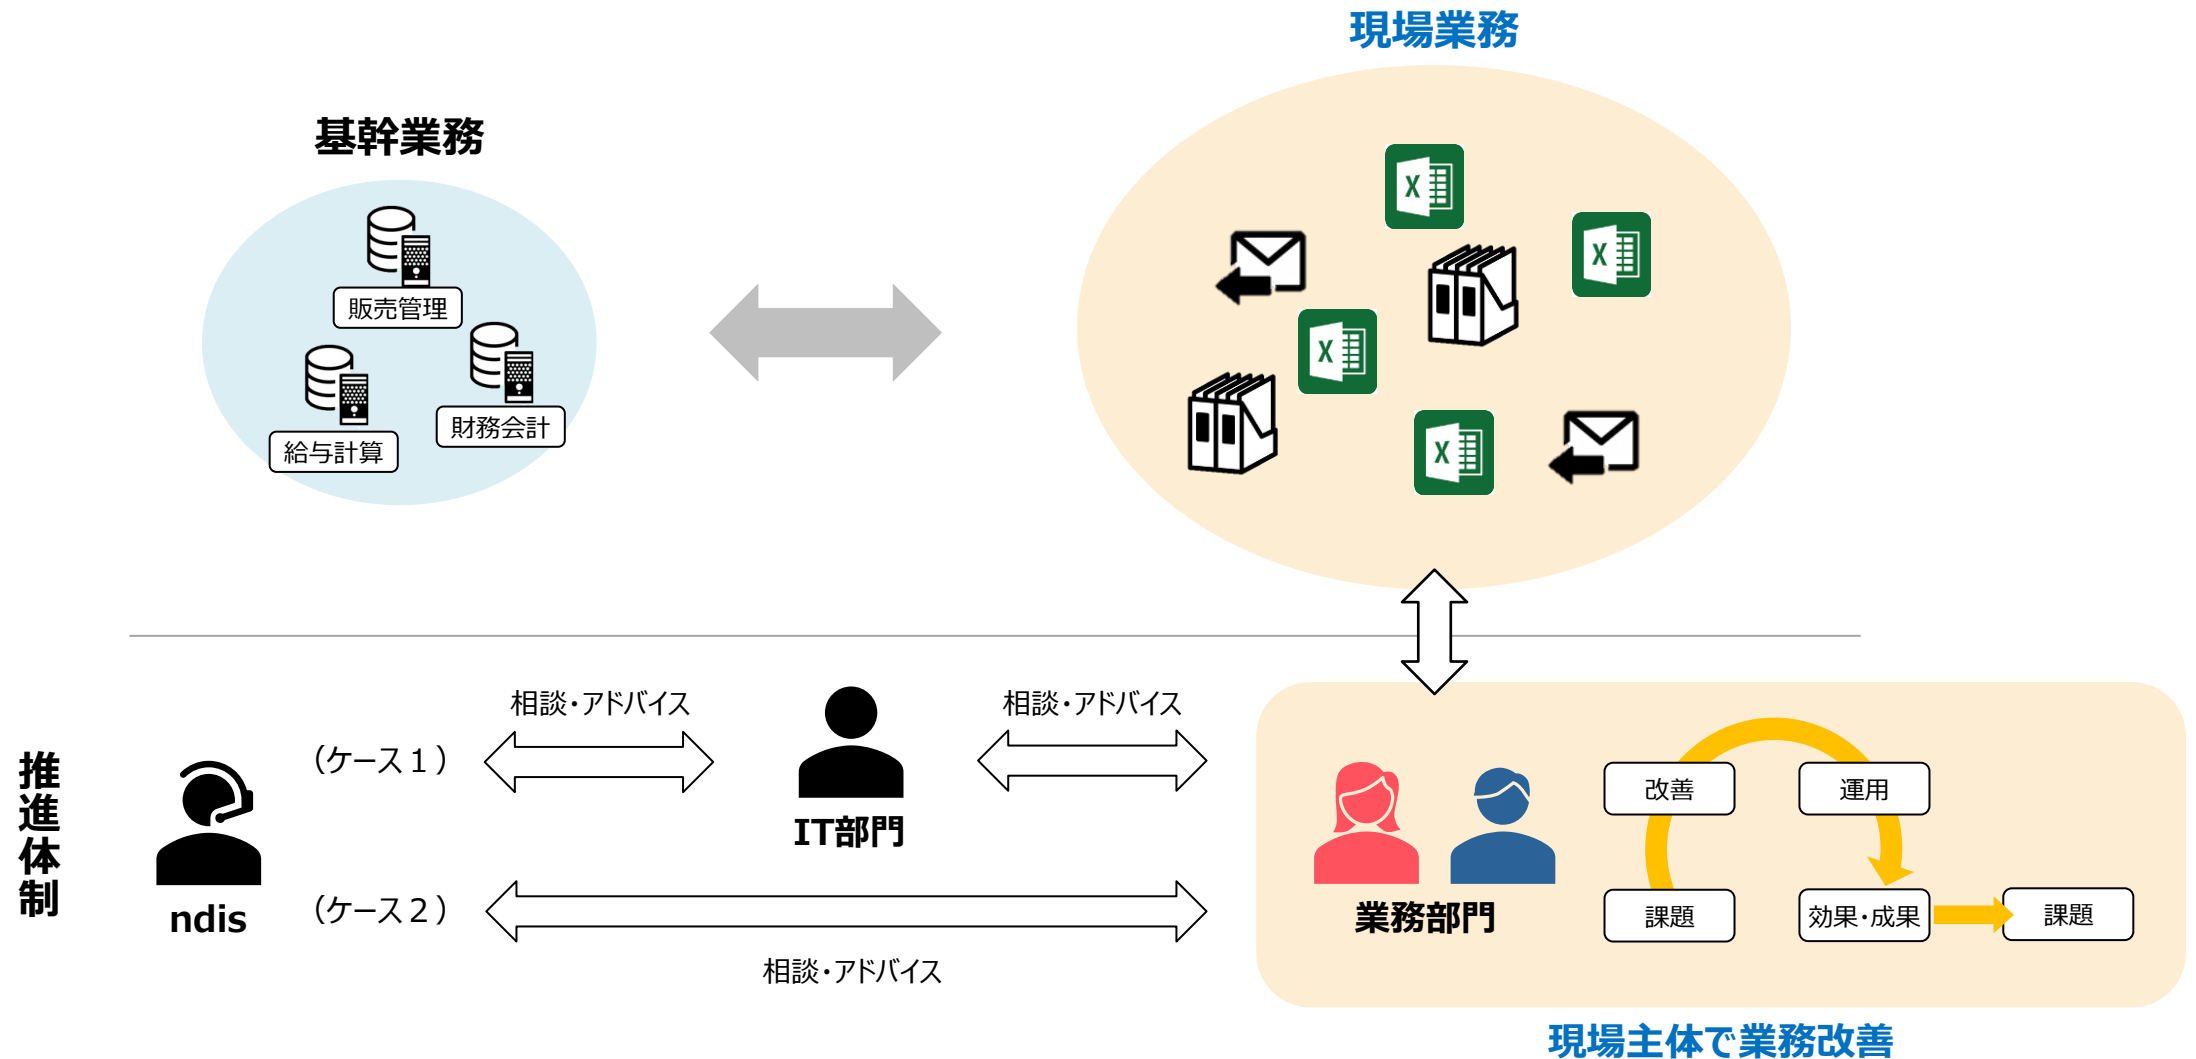 現場業務
基幹業務
販売管理
財務会計
給与計算
X
X
X
X
推進体制
相談・アドバイス
相談・アドバイス
（ケース１）
IT部門
ndis
（ケース２）
相談・アドバイス
業務部門
改善
運用
課題
効果・成果
課題
現場主体で業務改善